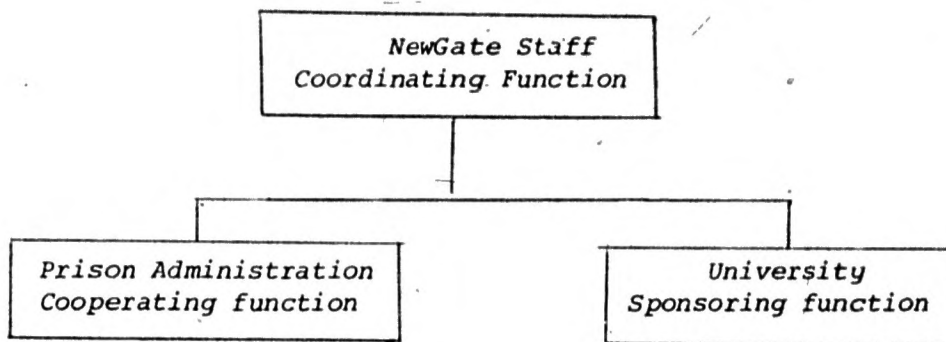 NewGate Staff
Coordinating Function
Prison Administration
Cooperating function
University
Sponsoring function